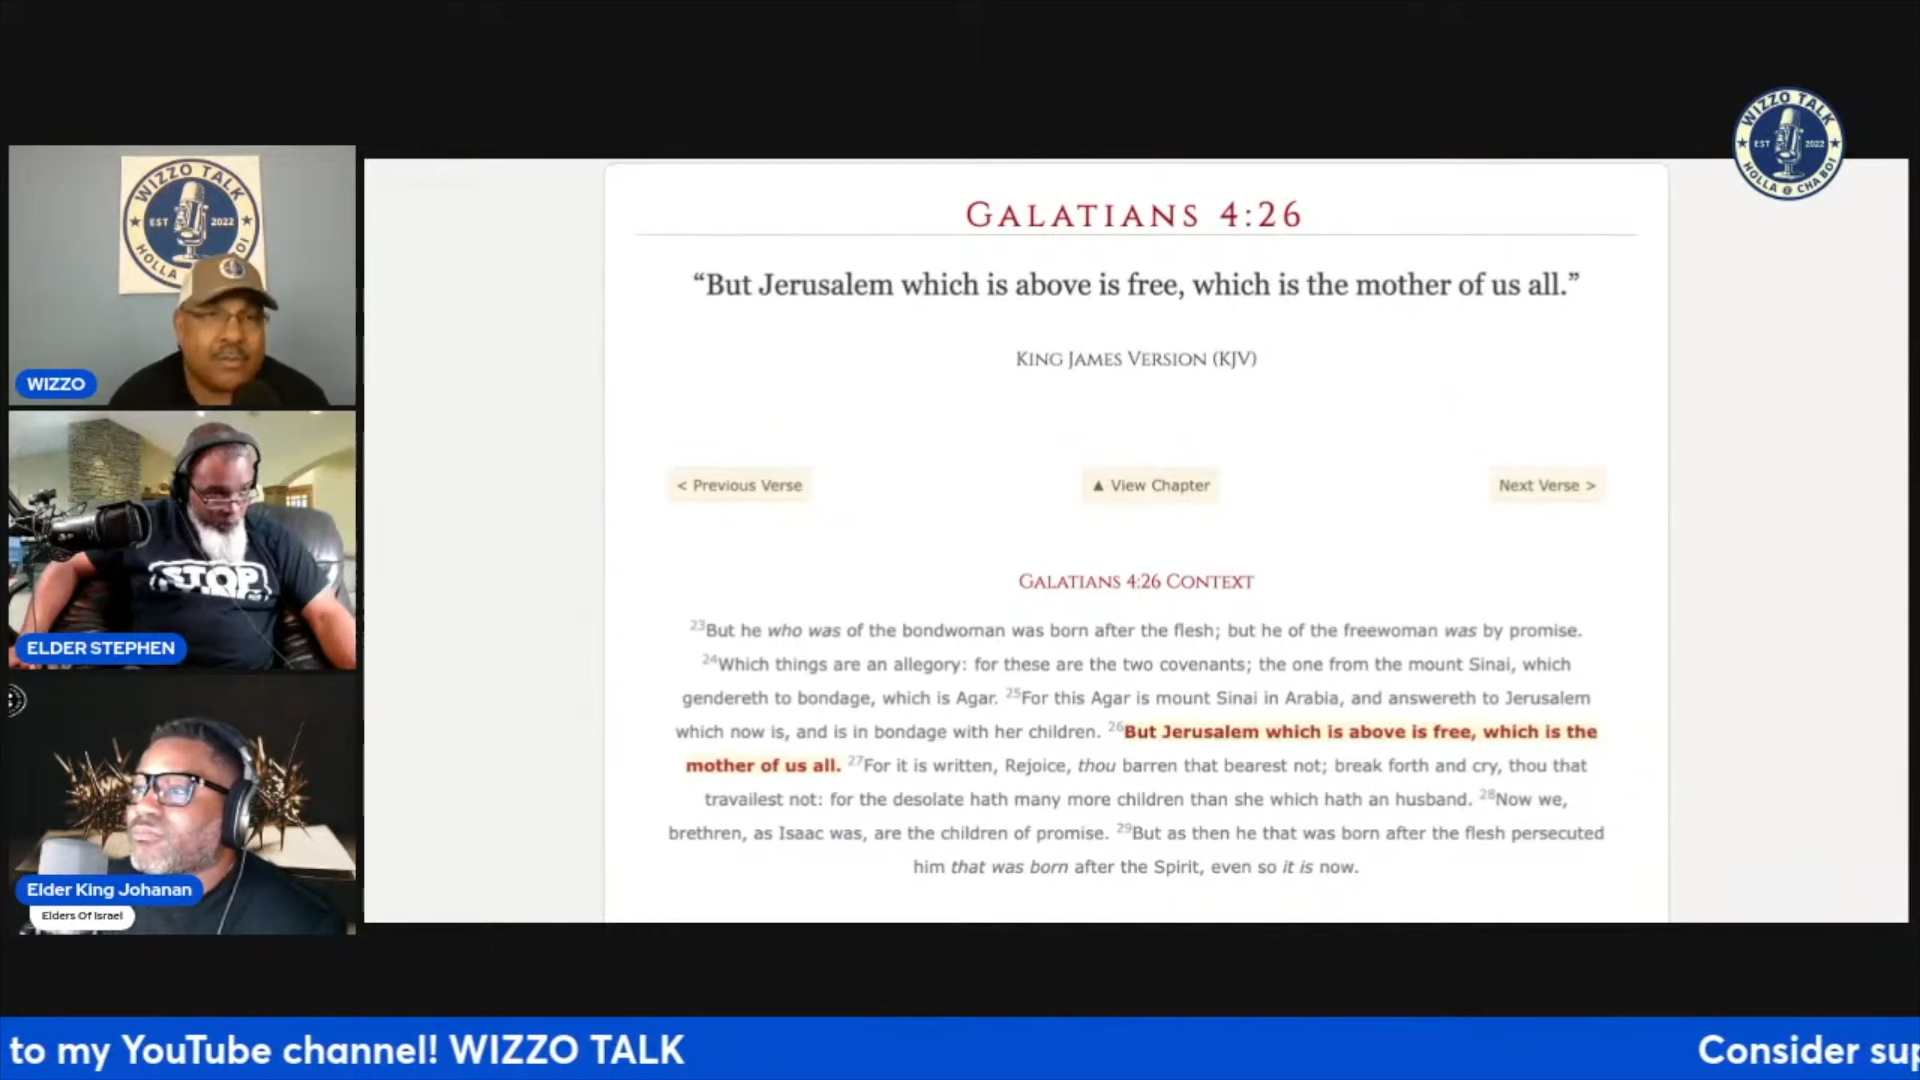 WIZZO TALK
EST 2022
HOLLA @ CHA BOI
WIZZO TALK
EST 2022
HOLLA
OI
WIZZO
STOP
ELDER STEPHEN
Elder King Johanan
Elders Of Israel
GALATIANS 4:26
“But Jerusalem which is above is free, which is the mother of us all.”
KING JAMES VERSION (KJV)
< Previous Verse
▲ View Chapter
Next Verse >
GALATIANS 4:26 CONTEXT
23But he who was of the bondwoman was born after the flesh; but he of the freewoman was by promise.
24Which things are an allegory: for these are the two covenants; the one from the mount Sinai, which
gendereth to bondage, which is Agar. 25For this Agar is mount Sinai in Arabia, and answereth to Jerusalem
which now is, and is in bondage with her children. 26But Jerusalem which is above is free, which is the
mother of us all. 27For it is written, Rejoice, thou barren that bearest not; break forth and cry, thou that
travailest not: for the desolate hath many more children than she which hath an husband. 28Now we,
brethren, as Isaac was, are the children of promise. 29But as then he that was born after the flesh persecuted
him that was born after the Spirit, even so it is now.
to my YouTube channel! WIZZO TALK
Consider sup